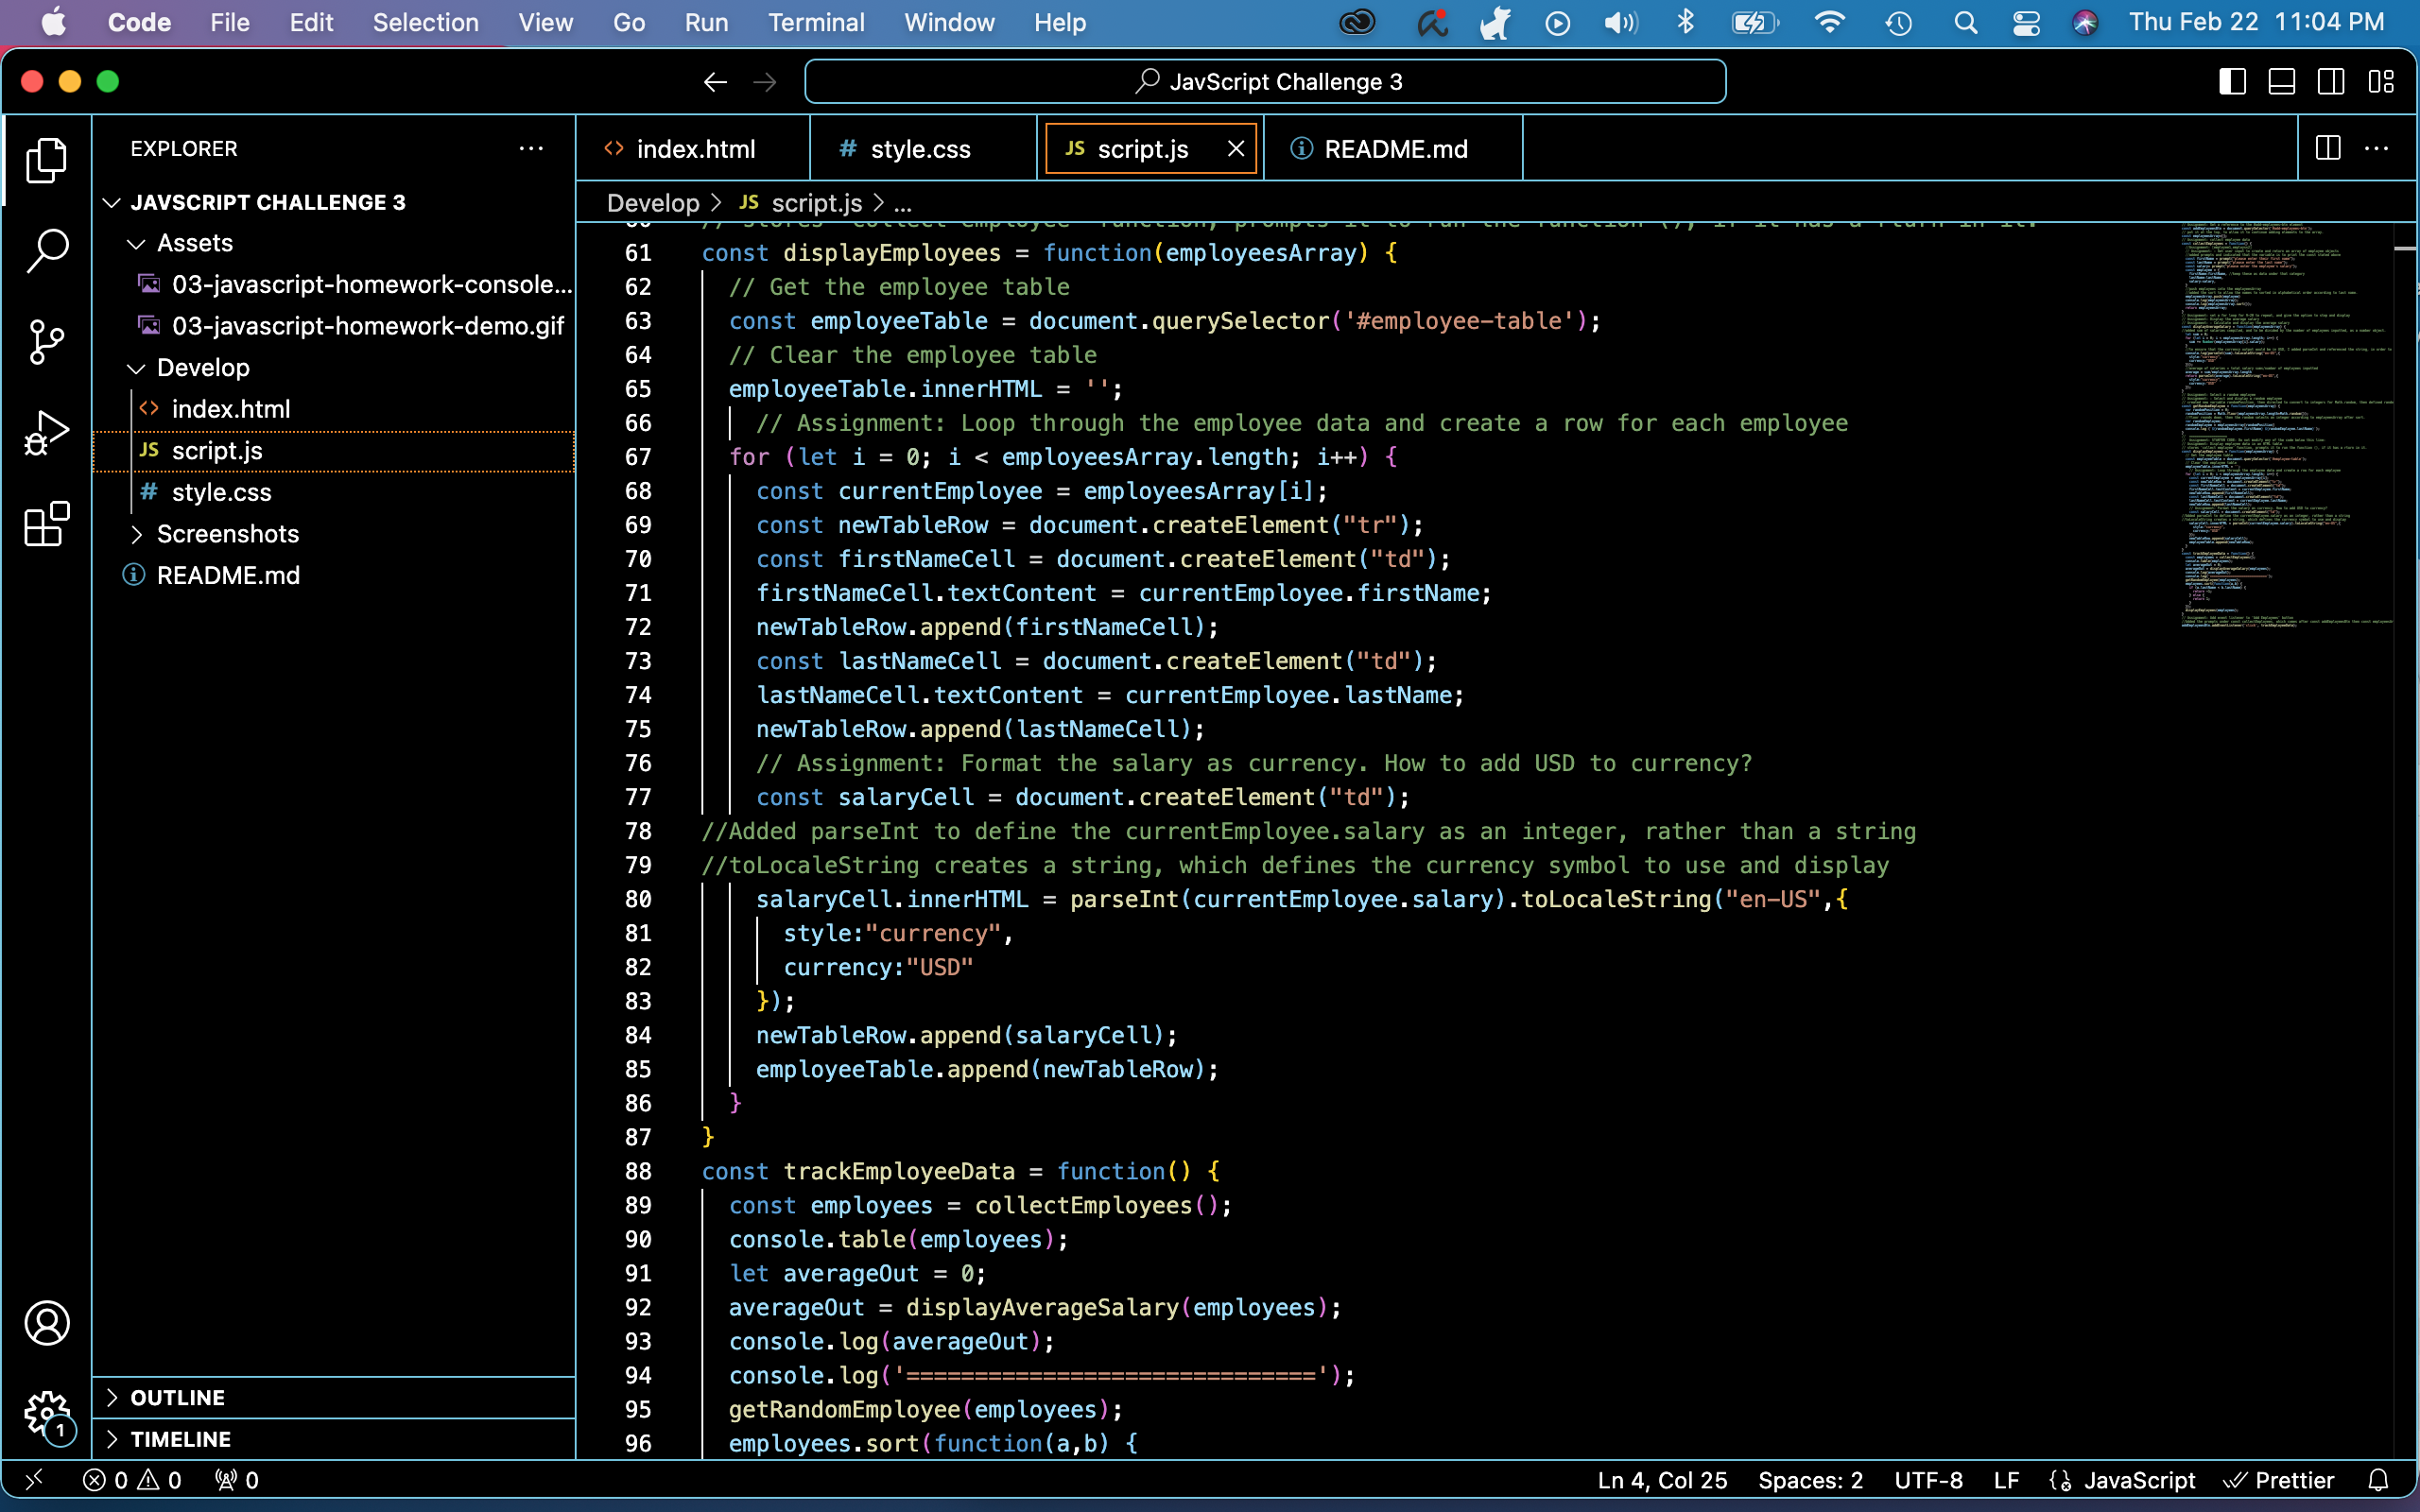 Code File Edit Selection View Go Run Terminal Window Help Thu Feb 22 11:04 PM
JavScript Challenge 3
EXPLORER
JAVSCRIPT CHALLENGE 3
Assets
03-javascript-homework-console...
03-javascript-homework-demo.gif
Develop
index.html
JS script.js
# style.css
Screenshots
README.md
OUTLINE
TIMELINE
index.html # style.css JS script.js README.md
Develop > JS script.js > ...
61 const displayEmployees = function(employeesArray) {
62 // Get the employee table
63 const employeeTable = document.querySelector('#employee-table');
64 // Clear the employee table
65 employeeTable.innerHTML = '';
66 // Assignment: Loop through the employee data and create a row for each employee
67 for (let i = 0; i < employeesArray.length; i++) {
68 const currentEmployee = employeesArray[i];
69 const newTableRow = document.createElement("tr");
70 const firstNameCell = document.createElement("td");
71 firstNameCell.textContent = currentEmployee.firstName;
72 newTableRow.append(firstNameCell);
73 const lastNameCell = document.createElement("td");
74 lastNameCell.textContent = currentEmployee.lastName;
75 newTableRow.append(lastNameCell);
76 // Assignment: Format the salary as currency. How to add USD to currency?
77 const salaryCell = document.createElement("td");
78 //Added parseInt to define the currentEmployee.salary as an integer, rather than a string
79 //toLocaleString creates a string, which defines the currency symbol to use and display
80 salaryCell.innerHTML = parseInt(currentEmployee.salary).toLocaleString("en-US",{
81 style:"currency",
82 currency:"USD"
83 });
84 newTableRow.append(salaryCell);
85 employeeTable.append(newTableRow);
86 }
87 }
88 const trackEmployeeData = function() {
89 const employees = collectEmployees();
90 console.table(employees);
91 let averageOut = 0;
92 averageOut = displayAverageSalary(employees);
93 console.log(averageOut);
94 console.log('==============================');
95 getRandomEmployee(employees);
96 employees.sort(function(a,b) {
1
0 0 0 Ln 4, Col 25 Spaces: 2 UTF-8 LF JavaScript Prettier